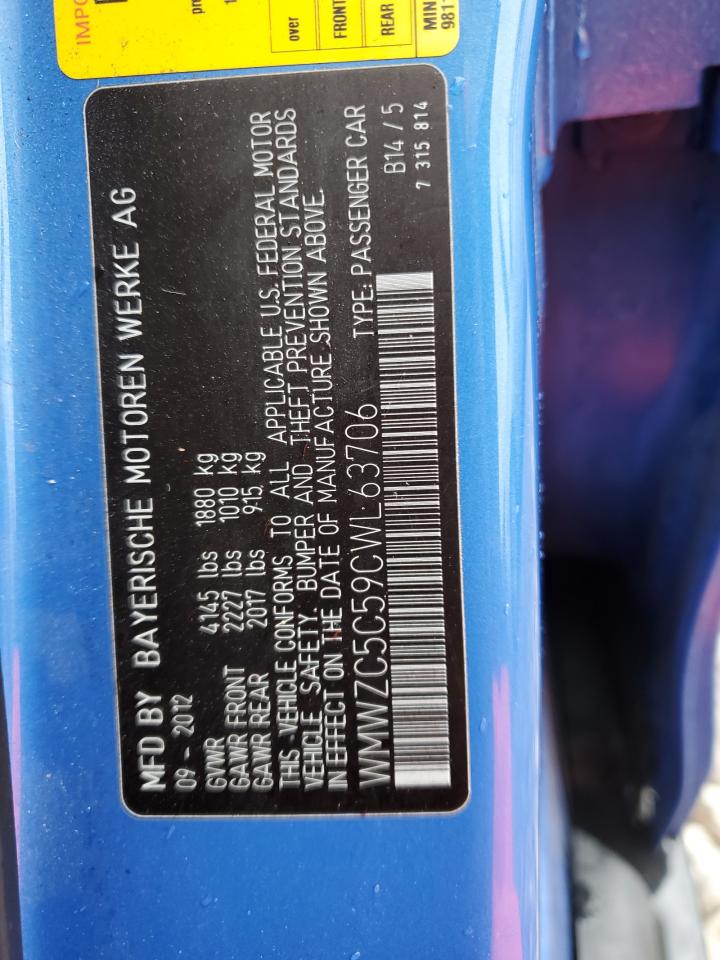 MFD BY BAYERISCHE MOTOREN WERKE AG
09 - 2012
GVWR 4145 lbs 1880 kg
GAWR FRONT 2227 lbs 1010 kg
GAWR REAR 2017 lbs 915 kg
THIS VEHICLE CONFORMS TO ALL APPLICABLE U.S. FEDERAL MOTOR
VEHICLE SAFETY, BUMPER AND THEFT PREVENTION STANDARDS
IN EFFECT ON THE DATE OF MANUFACTURE SHOWN ABOVE.
WMWZC5C59CWL63706 TYPE: PASSENGER CAR
B14 / 5
7 315 814
over
FRONT
REAR
MIN